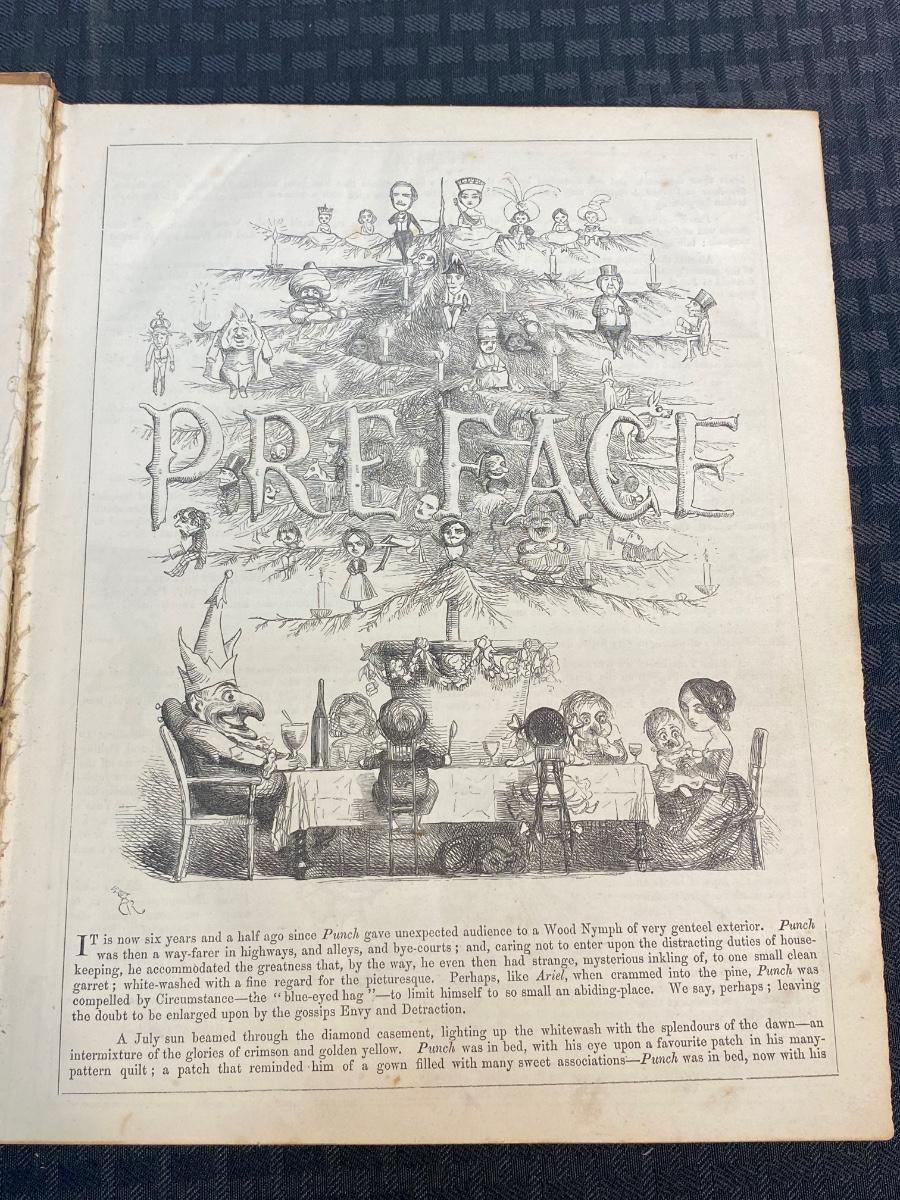 PREFACE
IT is now six years and a half ago since Punch gave unexpected audience to a Wood Nymph of very genteel exterior. Punch
was then a way-farer in highways, and alleys, and bye-courts; and, caring not to enter upon the distracting duties of house-
keeping, he accommodated the greatness that, by the way, he even then had strange, mysterious inkling of, to one small clean
garret; white-washed with a fine regard for the picturesque. Perhaps, like Ariel, when crammed into the pine, Punch was
compelled by Circumstance—the "blue-eyed hag"—to limit himself to so small an abiding-place. We say, perhaps; leaving
the doubt to be enlarged upon by the gossips Envy and Detraction.
A July sun beamed through the diamond casement, lighting up the whitewash with the splendours of the dawn—an
intermixture of the glories of crimson and golden yellow. Punch was in bed, with his eye upon a favourite patch in his many-
pattern quilt; a patch that reminded him of a gown filled with many sweet associations—Punch was in bed, now with his